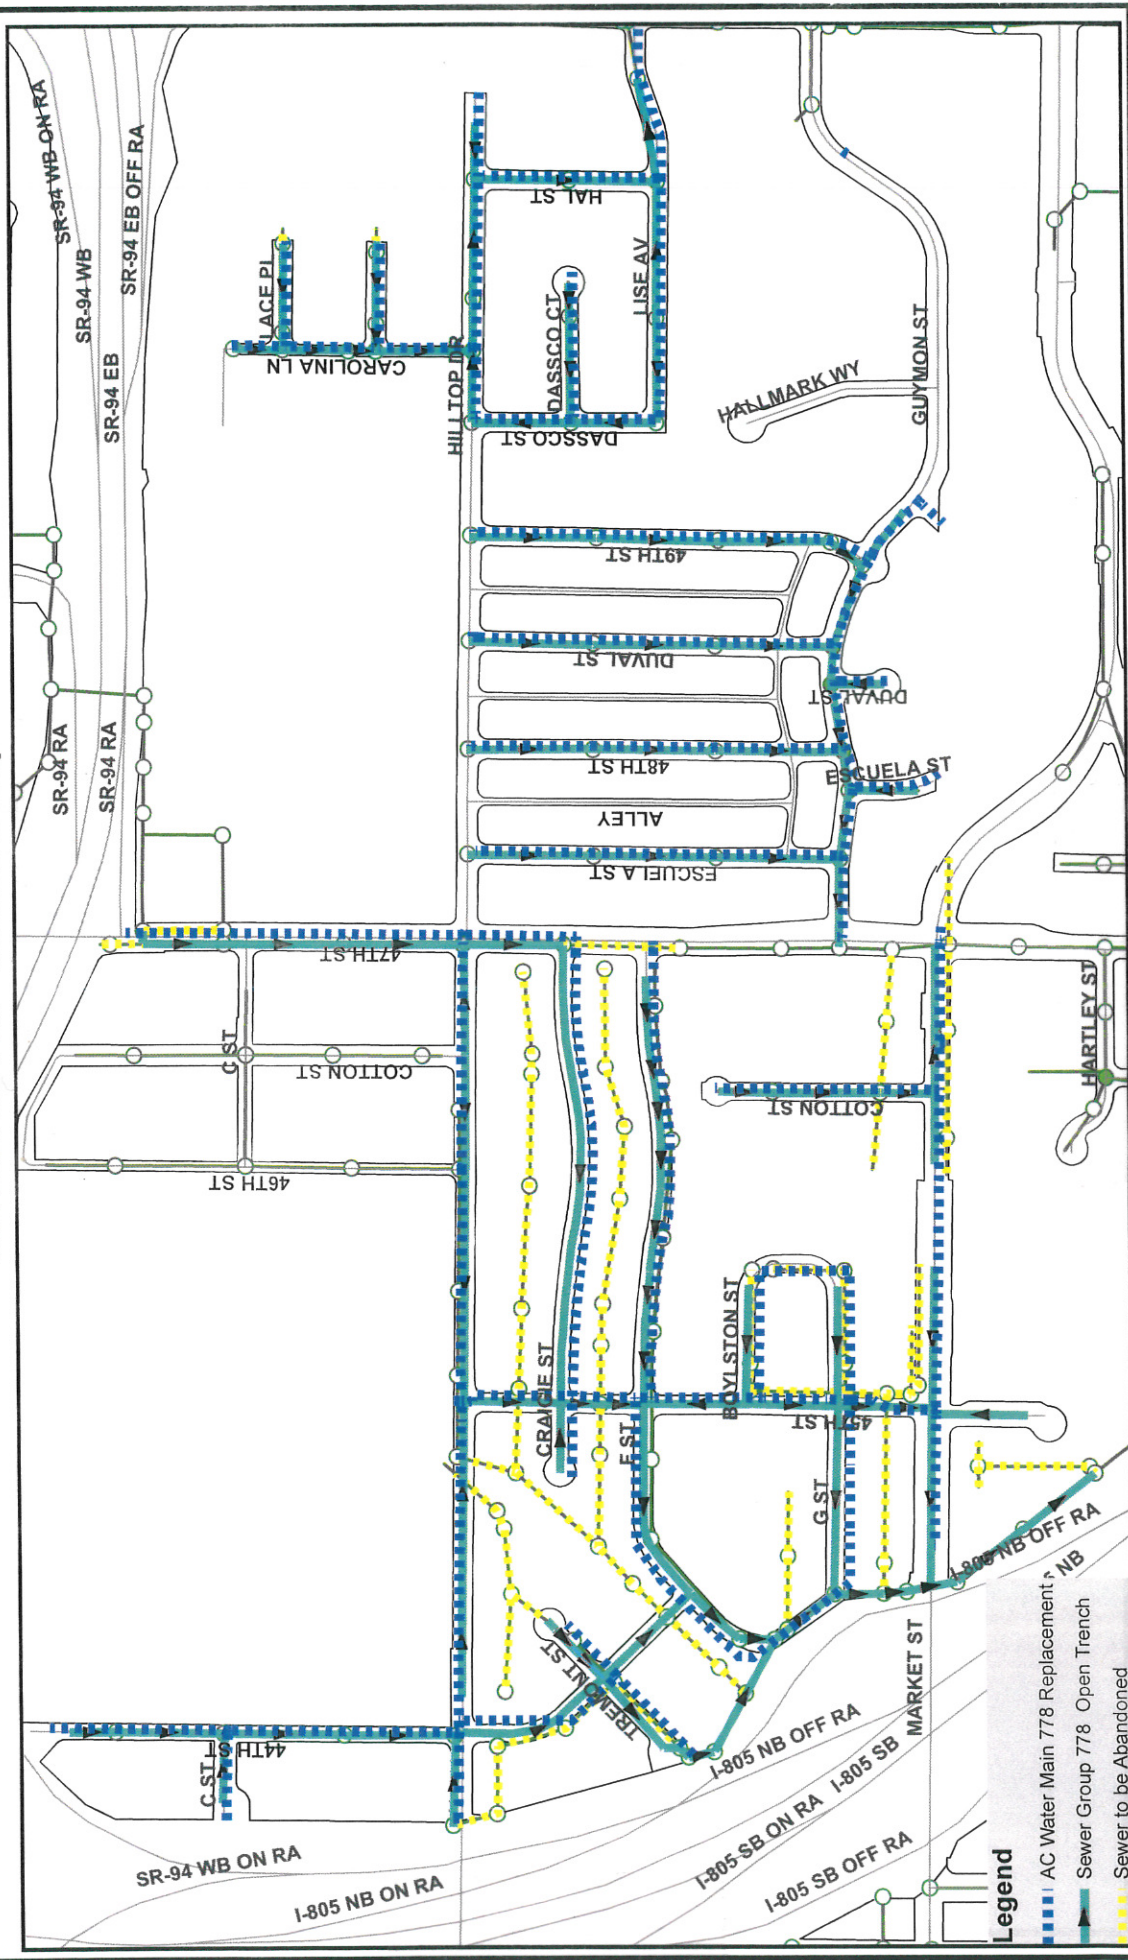 SR-94 WB ON RA
SR-94 WB ON RA
SR-94 WB
SR-94 EB
SR-94 EB OFF RA
SR-94 RA
SR-94 RA
LACE PL
CAROLINA LN
HILLTOP DR
HAL ST
LISE AV
DASSCO CT
DASSCO ST
HALLMARK WY
GUYMON ST
49TH ST
DUVAL ST
DUVAL ST
48TH ST
ESCUELA ST
ALLEY
ESCUELA ST
47TH ST
C ST
COTTON ST
46TH ST
COTTON ST
HARTLEY ST
BOYLSTON ST
CRAIGIE ST
F ST
45TH ST
G ST
TREMONT ST
44TH ST
C ST
MARKET ST
I-805 NB OFF RA
NB
I-805 NB OFF RA
I-805 SB
I-805 SB ON RA
I-805 SB OFF RA
SR-94 WB ON RA
I-805 NB ON RA
Legend
AC Water Main 778 Replacement
Sewer Group 778 Open Trench
Sewer to be Abandoned